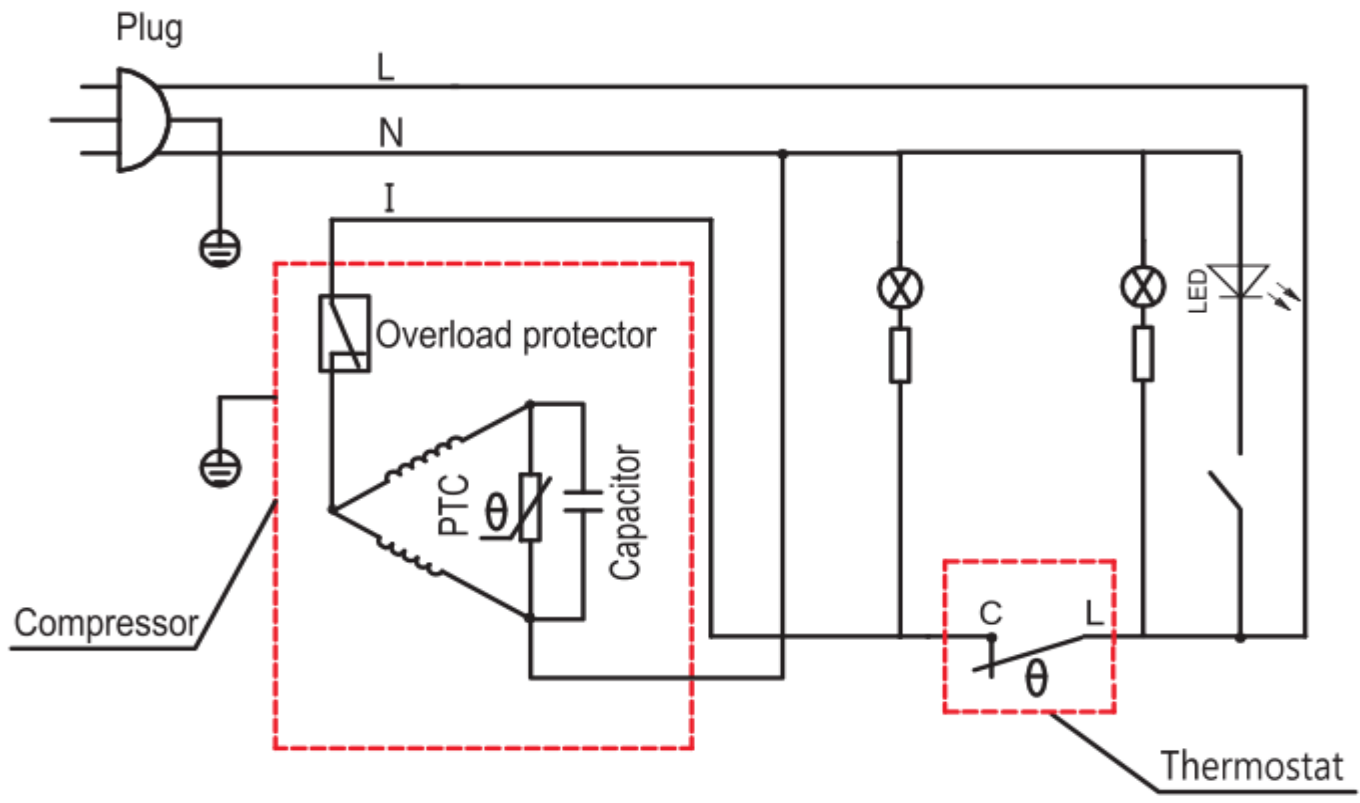 Plug
L
N
I
LED
Overload protector
PTC
θ
Capacitor
Compressor
C
L
θ
Thermostat